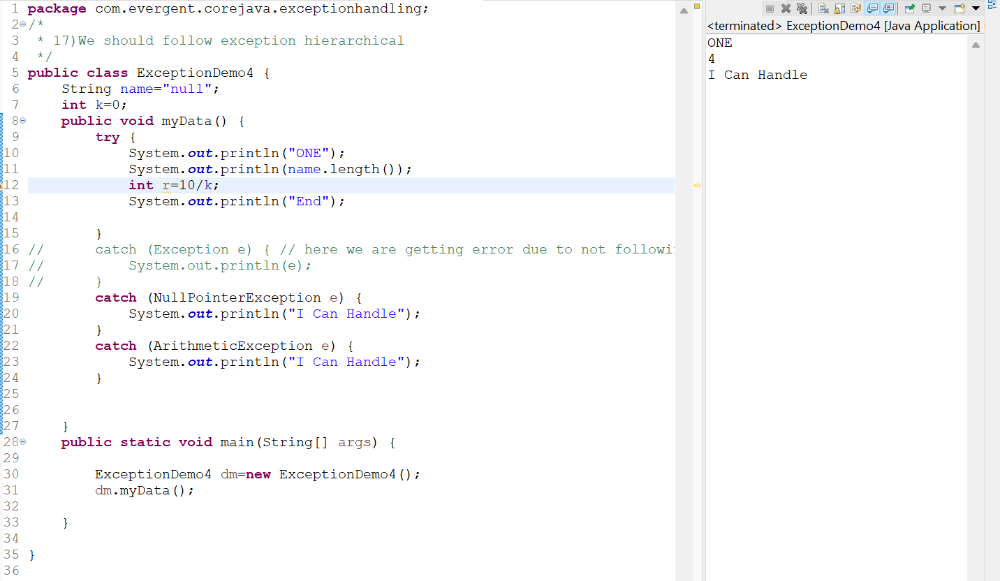 1 package com.evergent.corejava.exceptionhandling;
2 /*
3 * 17)We should follow exception hierarchical
4 */
5 public class ExceptionDemo4 {
6 String name="null";
7 int k=0;
8 public void myData() {
9 try {
10 System.out.println("ONE");
11 System.out.println(name.length());
12 int r=10/k;
13 System.out.println("End");
14
15 }
16 // catch (Exception e) { // here we are getting error due to not followi
17 // System.out.println(e);
18 // }
19 catch (NullPointerException e) {
20 System.out.println("I Can Handle");
21 }
22 catch (ArithmeticException e) {
23 System.out.println("I Can Handle");
24 }
25
26
27 }
28 public static void main(String[] args) {
29
30 ExceptionDemo4 dm=new ExceptionDemo4();
31 dm.myData();
32
33 }
34
35 }
36
<terminated> ExceptionDemo4 [Java Application]
ONE
4
I Can Handle